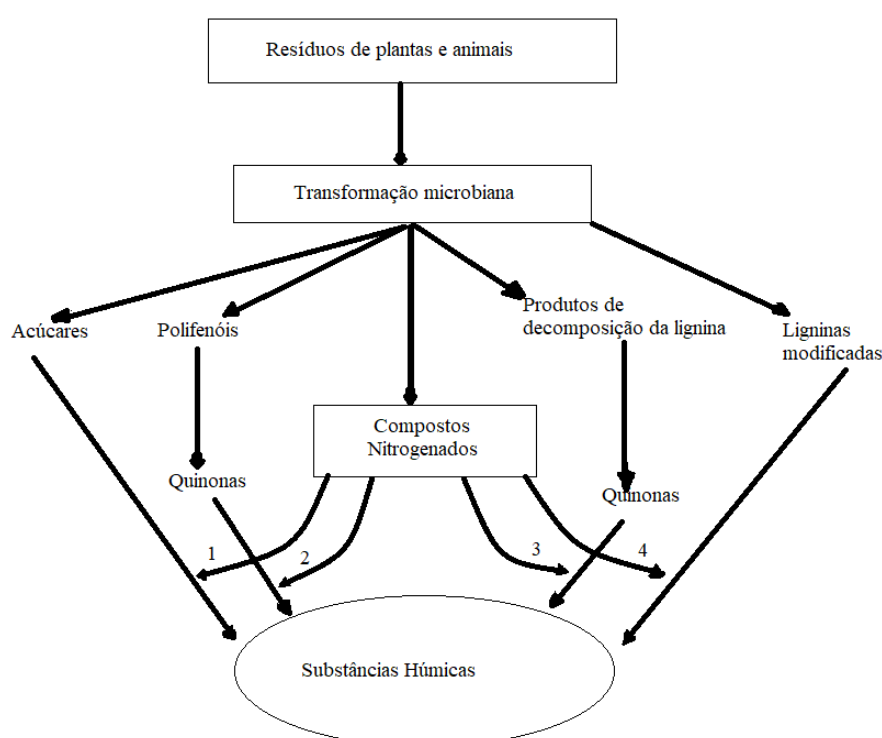 Resíduos de plantas e animais
Transformação microbiana
Acúcares
Polifenóis
Produtos de
decomposição da lignina
Ligninas
modificadas
Compostos
Nitrogenados
Quinonas
Quinonas
1
2
3
4
Substâncias Húmicas